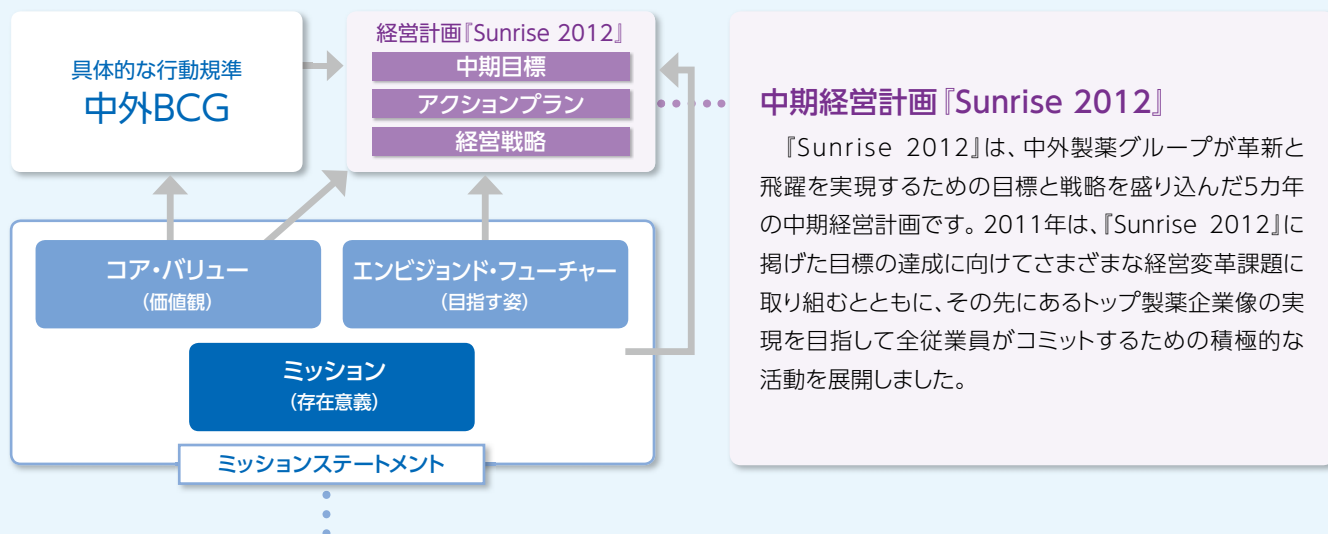 具体的な行動規準
中外BCG
経営計画『Sunrise 2012』
中期目標
アクションプラン
経営戦略
コア・バリュー
（価値観）
エンビジョンド・フューチャー
（目指す姿）
ミッション
（存在意義）
ミッションステートメント
中期経営計画『Sunrise 2012』
『Sunrise 2012』は、中外製薬グループが革新と
飛躍を実現するための目標と戦略を盛り込んだ5カ年
の中期経営計画です。2011年は、『Sunrise 2012』に
掲げた目標の達成に向けてさまざまな経営変革課題に
取り組むとともに、その先にあるトップ製薬企業像の実
現を目指して全従業員がコミットするための積極的な
活動を展開しました。